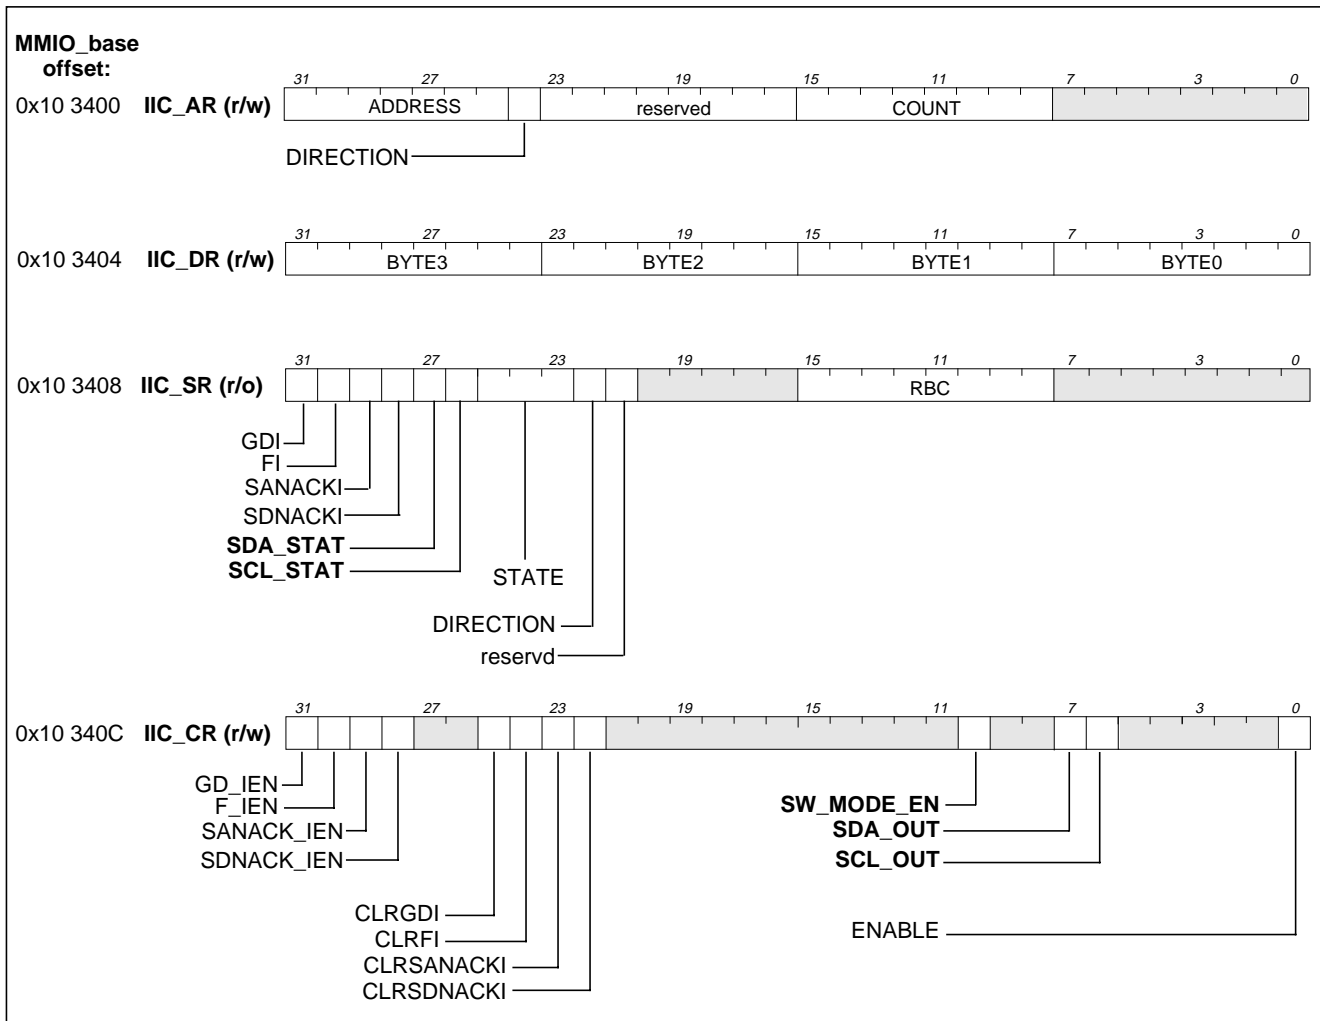 MMIO_base
offset:
31 27 23 19 15 11 7 3 0
0x10 3400 IIC_AR (r/w) ADDRESS reserved COUNT
DIRECTION
31 27 23 19 15 11 7 3 0
0x10 3404 IIC_DR (r/w) BYTE3 BYTE2 BYTE1 BYTE0
31 27 23 19 15 11 7 3 0
0x10 3408 IIC_SR (r/o) RBC
GDI
FI
SANACKI
SDNACKI
SDA_STAT
SCL_STAT
STATE
DIRECTION
reservd
31 27 23 19 15 11 7 3 0
0x10 340C IIC_CR (r/w)
GD_IEN
F_IEN
SANACK_IEN
SDNACK_IEN
CLRGDI
CLRFI
CLRSANACKI
CLRSDNACKI
SW_MODE_EN
SDA_OUT
SCL_OUT
ENABLE